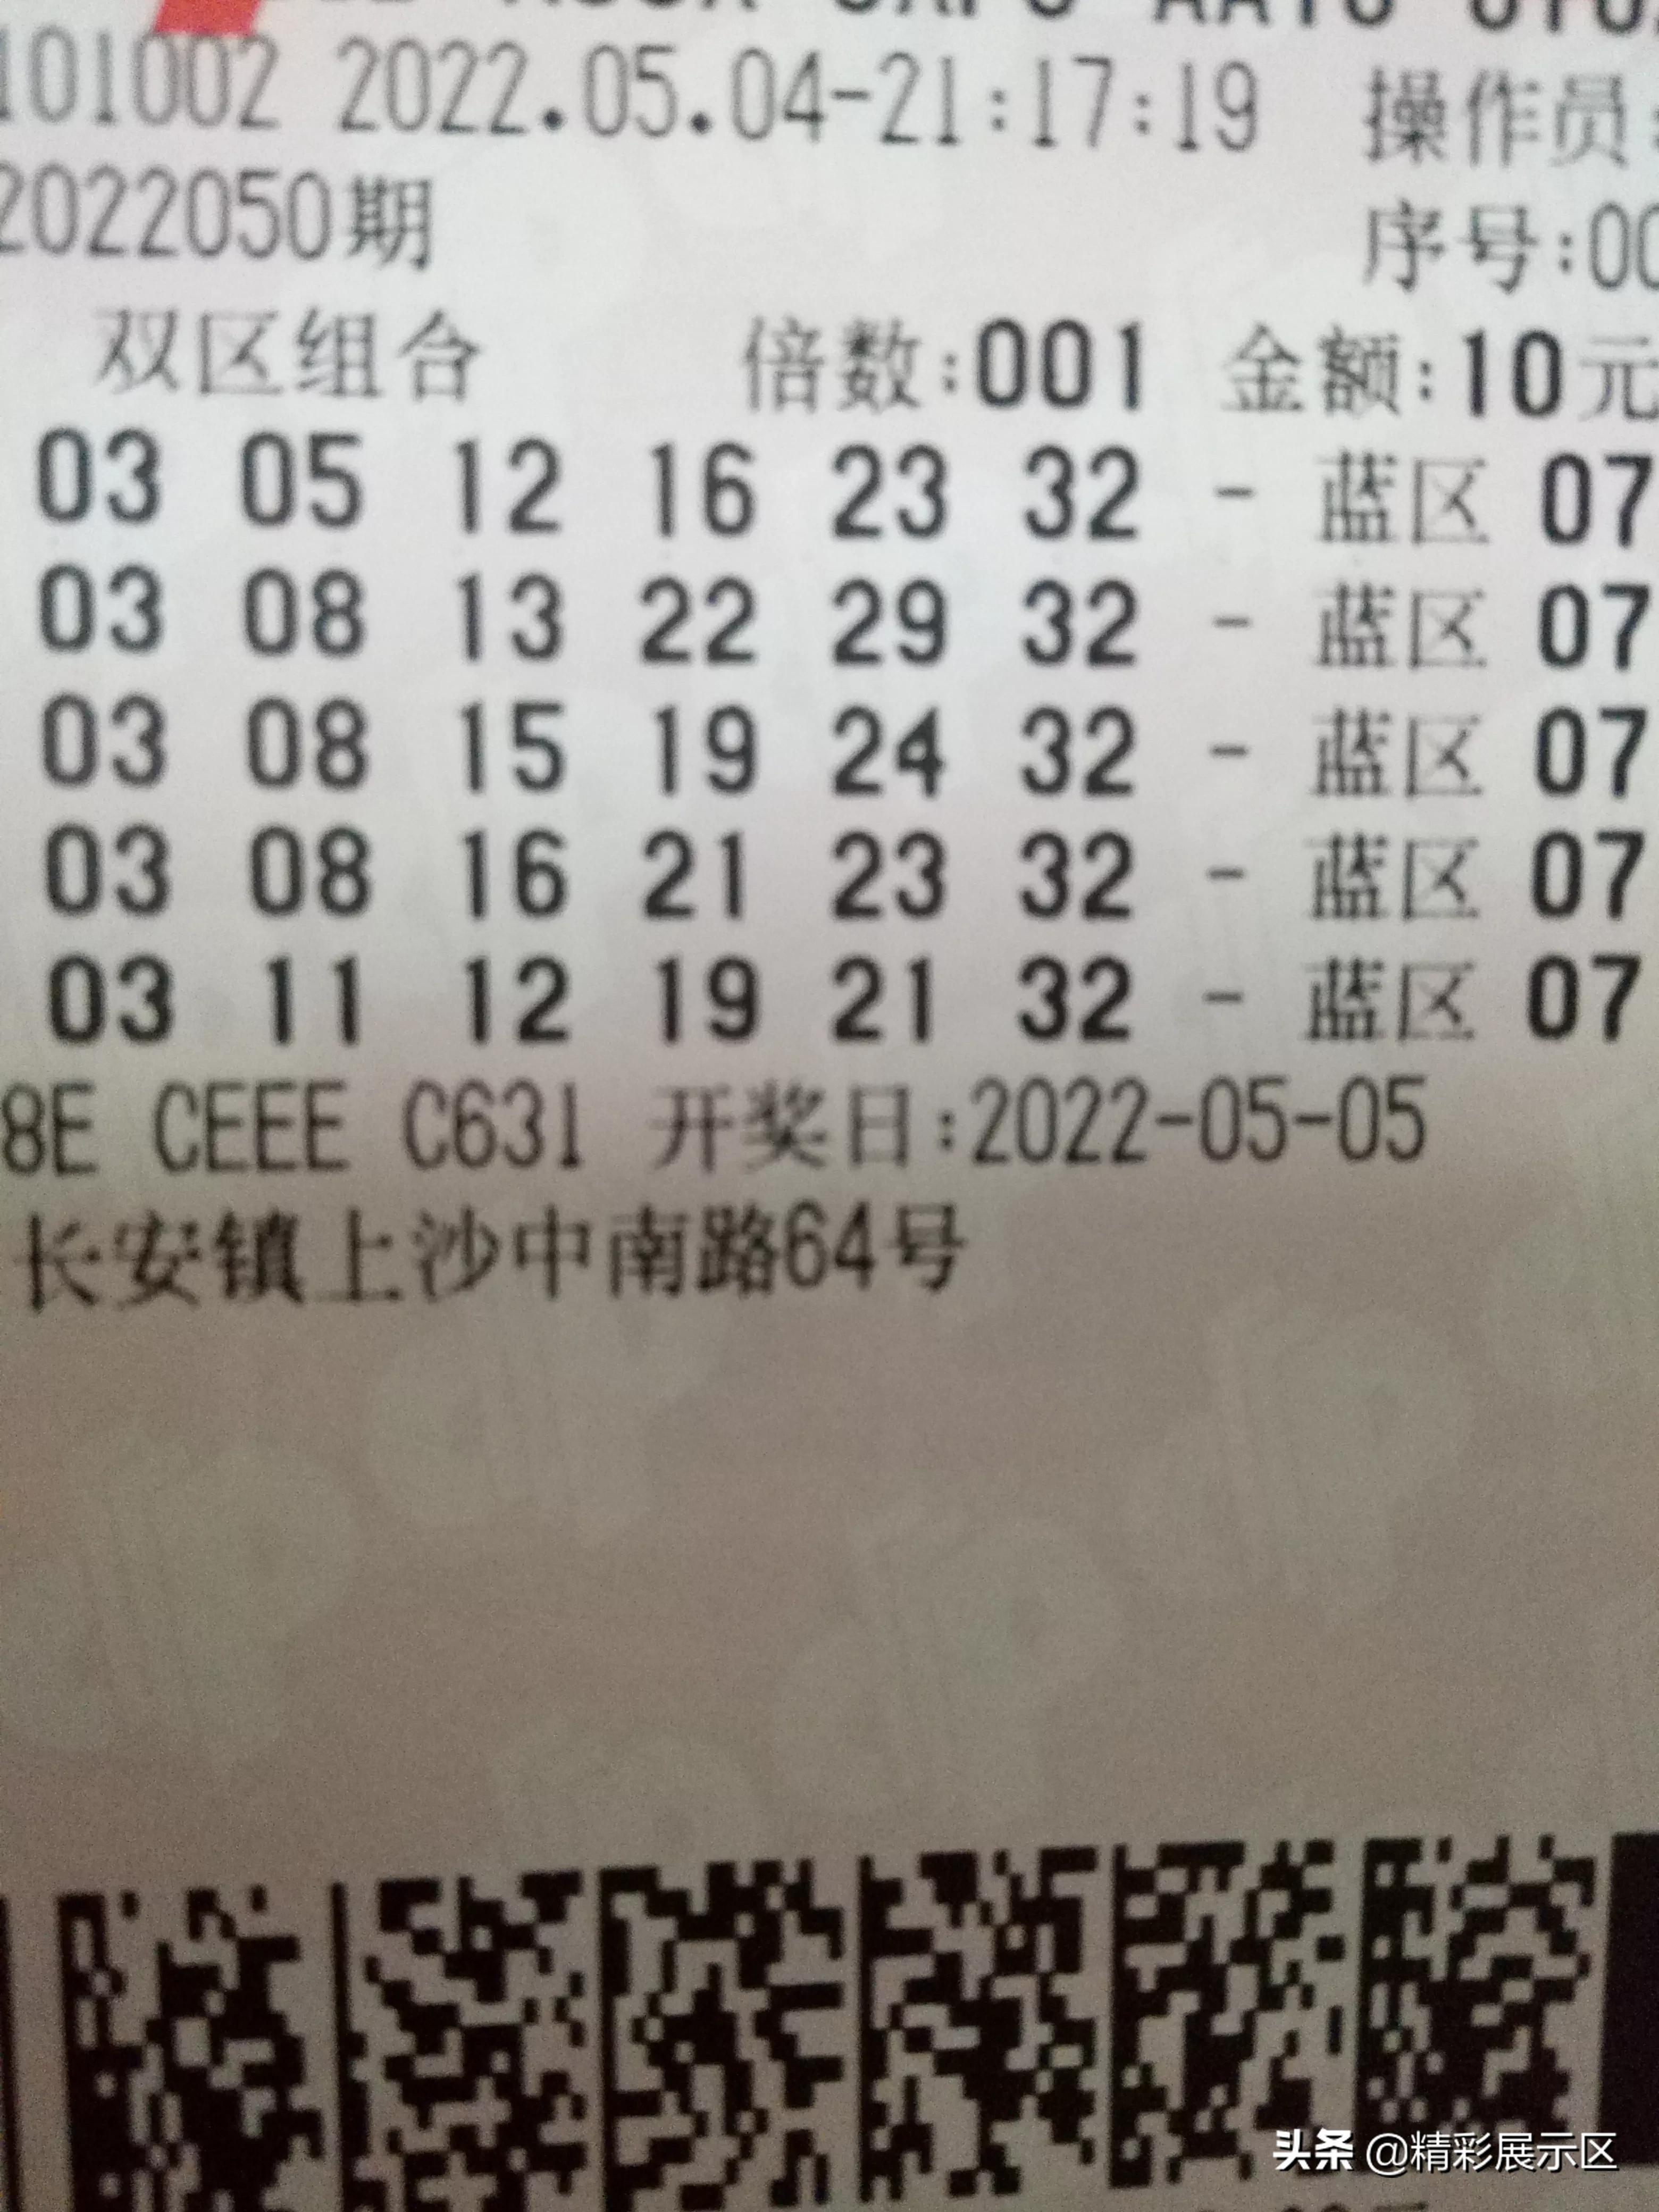 101002 2022.05.04-21:17:19 操作员:
2022050期 序号:00
双区组合 倍数:001 金额:10元
03 05 12 16 23 32 - 蓝区 07
03 08 13 22 29 32 - 蓝区 07
03 08 15 19 24 32 - 蓝区 07
03 08 16 21 23 32 - 蓝区 07
03 11 12 19 21 32 - 蓝区 07
8E CEEE C631 开奖日:2022-05-05
长安镇上沙中南路64号
头条 @精彩展示区